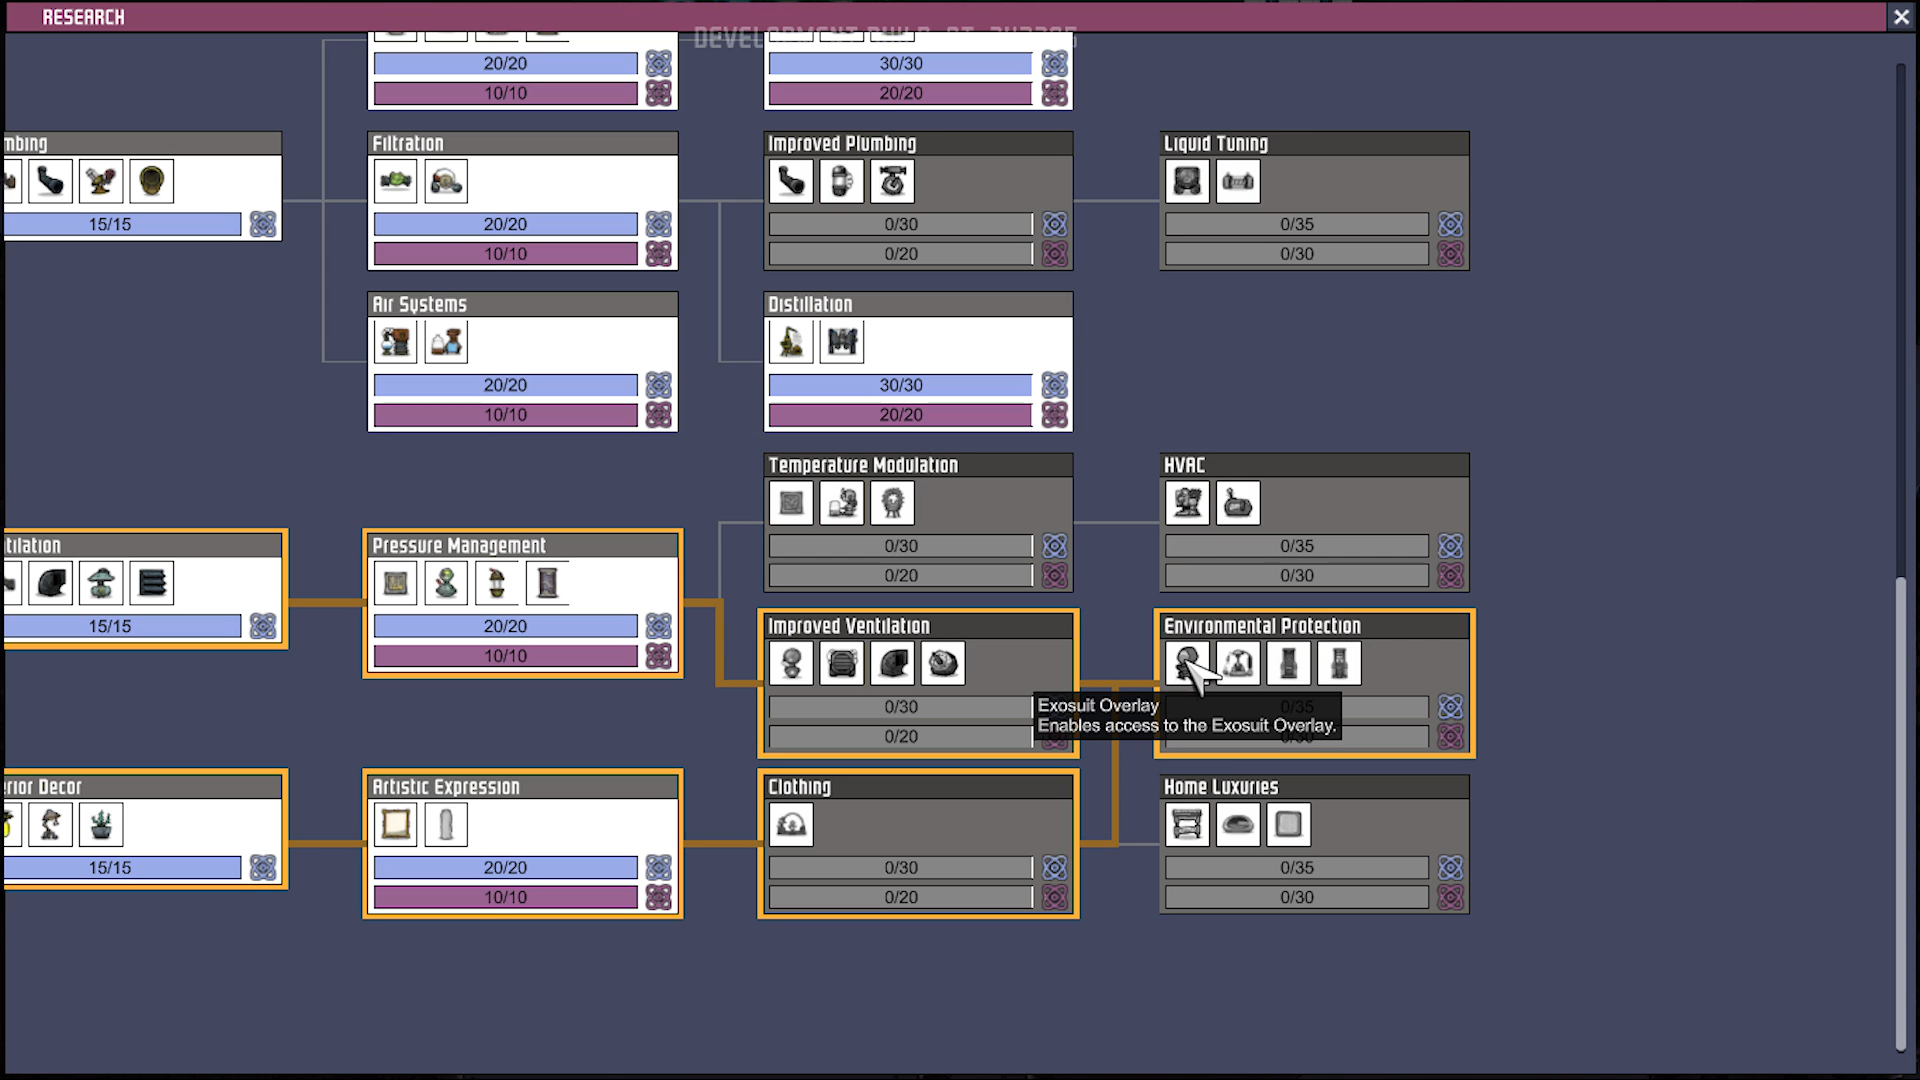 RESEARCH
20/20
10/10
30/30
20/20
mbing
15/15
Filtration
20/20
10/10
Improved Plumbing
0/30
0/20
Liquid Tuning
0/35
0/30
Air Systems
20/20
10/10
Distillation
30/30
20/20
Temperature Modulation
0/30
0/20
HVAC
0/35
0/30
tilation
15/15
Pressure Management
20/20
10/10
Improved Ventilation
0/30
0/20
Environmental Protection
0/35
0/30
Exosuit Overlay
Enables access to the Exosuit Overlay.
erior Decor
15/15
Artistic Expression
20/20
10/10
Clothing
0/30
0/20
Home Luxuries
0/35
0/30